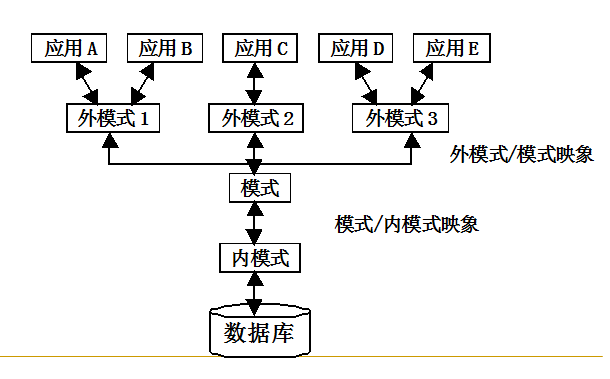 应用A 应用B 应用C 应用D 应用E
外模式1 外模式2 外模式3
外模式/模式映象
模式
模式/内模式映象
内模式
数据库